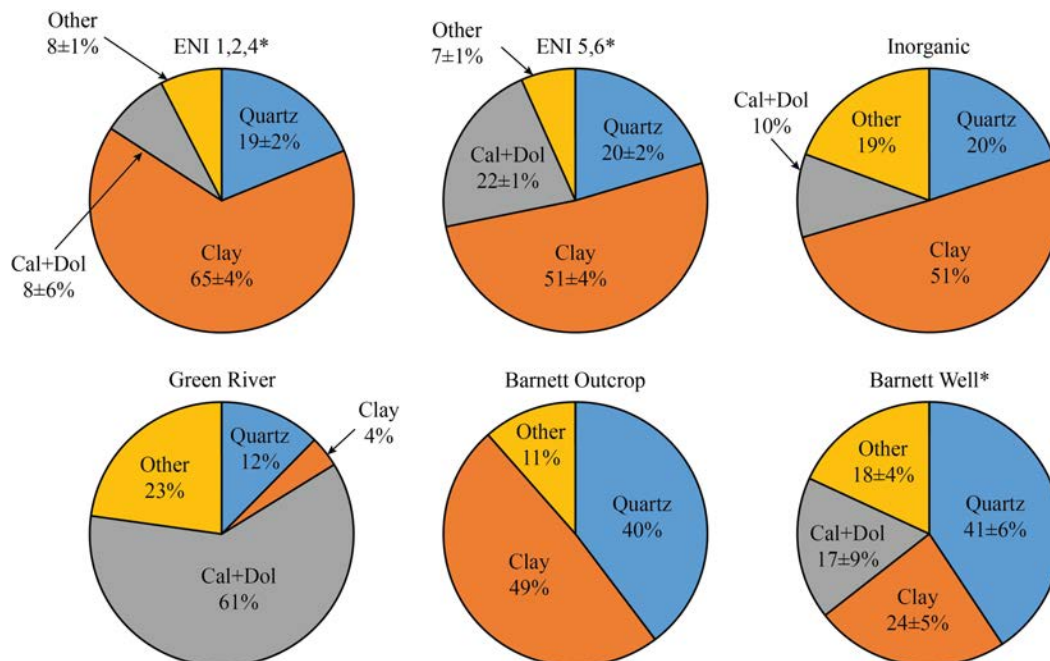 ENI 1,2,4*
Other
8±1%
Quartz
19±2%
Clay
65±4%
Cal+Dol
8±6%
ENI 5,6*
Other
7±1%
Quartz
20±2%
Cal+Dol
22±1%
Clay
51±4%
Inorganic
Cal+Dol
10%
Other
19%
Quartz
20%
Clay
51%
Green River
Clay
4%
Quartz
12%
Other
23%
Cal+Dol
61%
Barnett Outcrop
Other
11%
Quartz
40%
Clay
49%
Barnett Well*
Other
18±4%
Quartz
41±6%
Cal+Dol
17±9%
Clay
24±5%